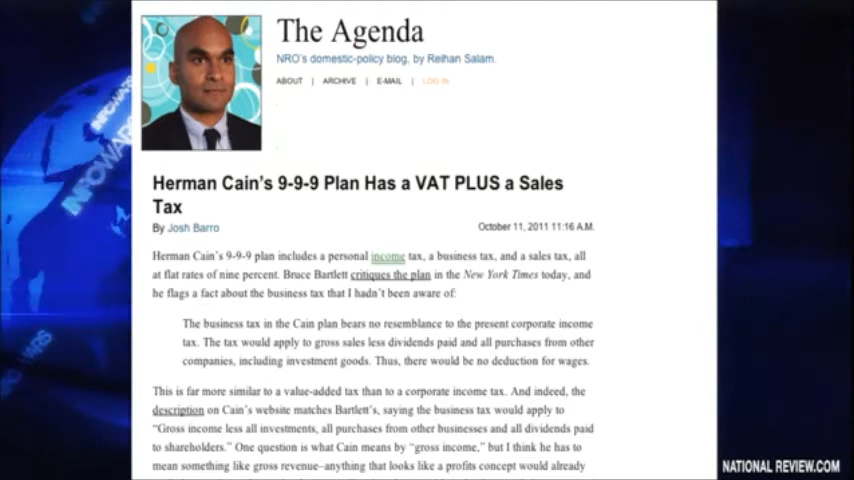 The Agenda
NRO's domestic-policy blog, by Reihan Salam.
ABOUT | ARCHIVE | E-MAIL | LOG IN
Herman Cain's 9-9-9 Plan Has a VAT PLUS a Sales
Tax
By Josh Barro
October 11, 2011 11:16 A.M.
Herman Cain's 9-9-9 plan includes a personal income tax, a business tax, and a sales tax, all
at flat rates of nine percent. Bruce Bartlett critiques the plan in the New York Times today, and
he flags a fact about the business tax that I hadn't been aware of:
The business tax in the Cain plan bears no resemblance to the present corporate income
tax. The tax would apply to gross sales less dividends paid and all purchases from other
companies, including investment goods. Thus, there would be no deduction for wages.
This is far more similar to a value-added tax than to a corporate income tax. And indeed, the
description on Cain's website matches Bartlett's, saying the business tax would apply to
“Gross income less all investments, all purchases from other businesses and all dividends paid
to shareholders.” One question is what Cain means by “gross income,” but I think he has to
mean something like gross revenue–anything that looks like a profits concept would already
INFOWARS
INFOWARS
NATIONAL REVIEW.COM